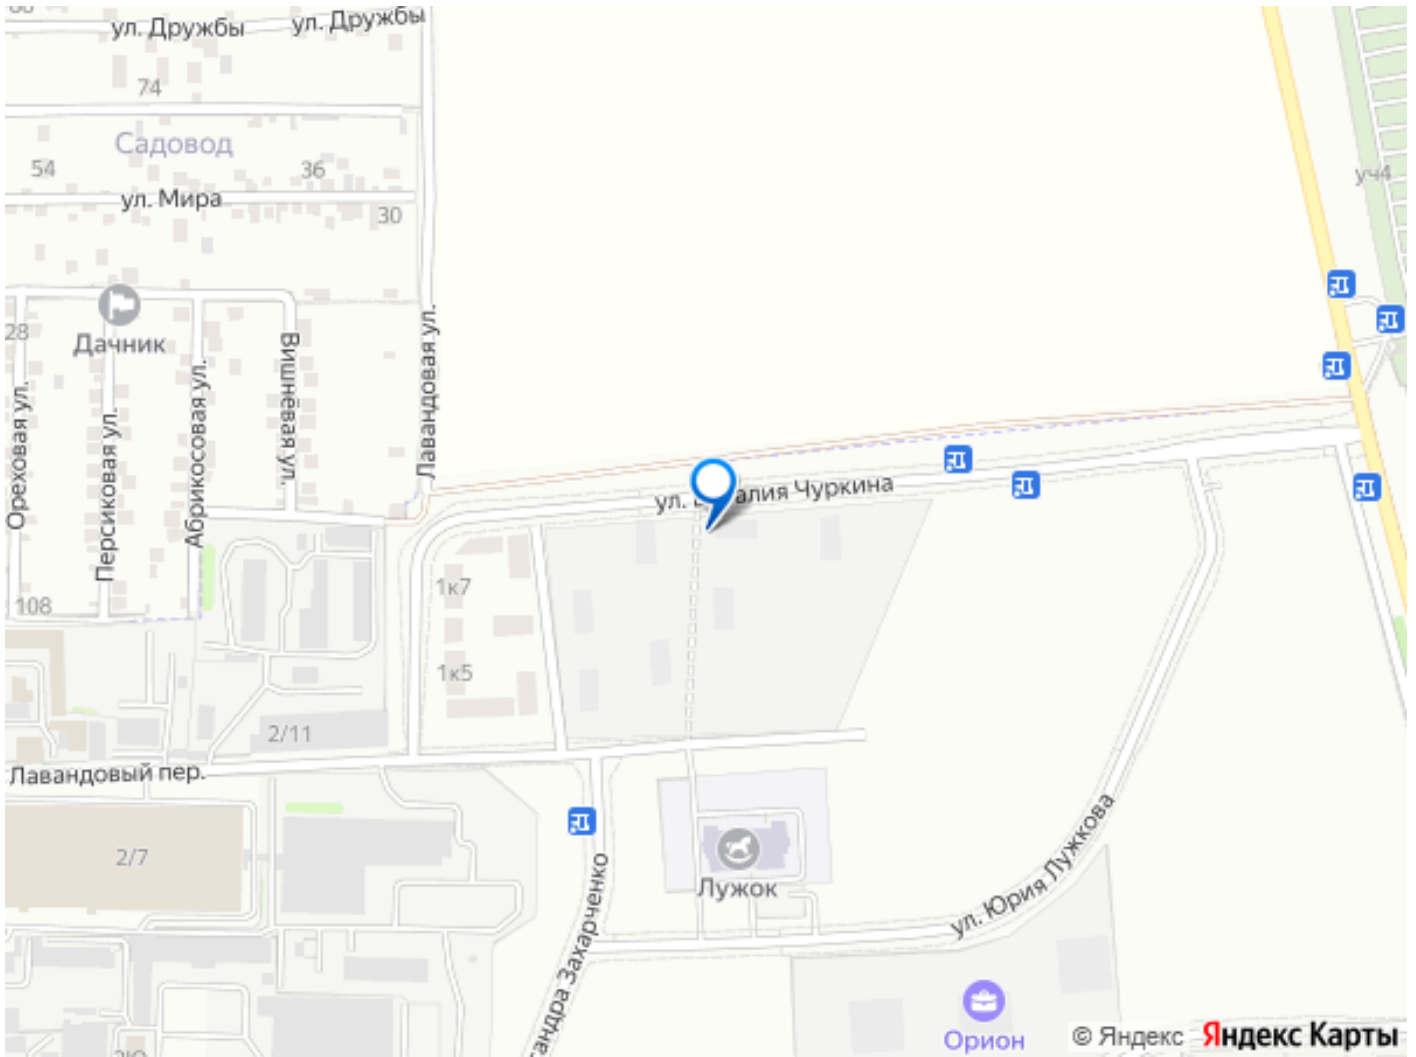 ул. Дружбы
ул. Дружбы
74
Садовод
54
36
уч4
ул. Мира
30
28
Дачник
Ореховая ул.
Персиковая ул.
Абрикосовая ул.
Вишнёвая ул.
Лавандовая ул.
ул.
алия Чуркина
1к7
108
1к5
2/11
Лавандовый пер.
2/7
Лужок
ул. Юрия Лужкова
андра Захарченко
Орион
© Яндекс
Яндекс Карты